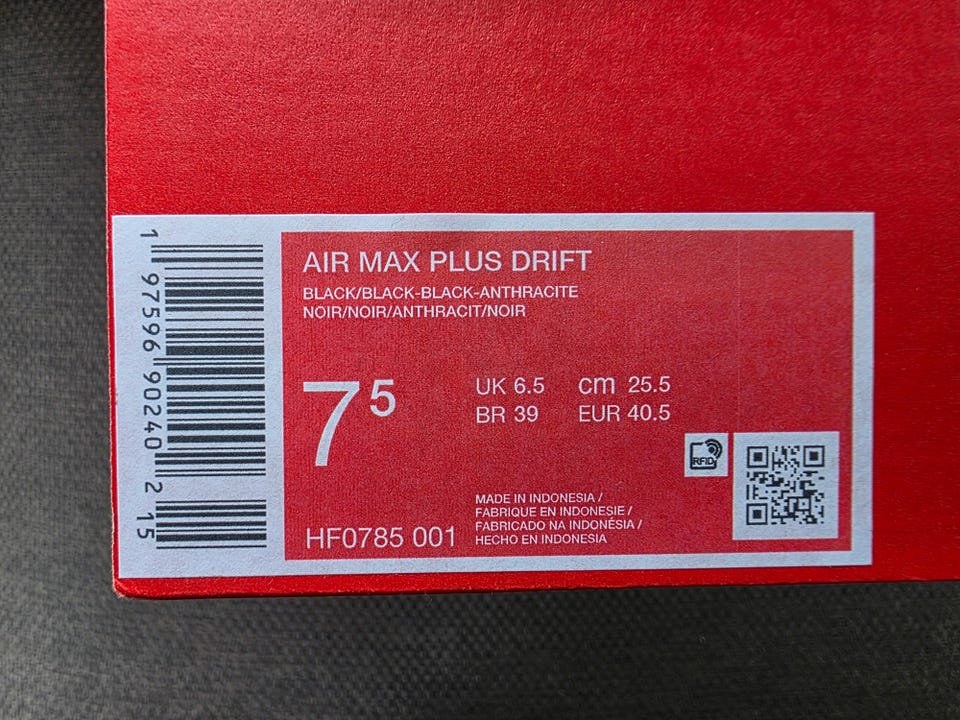 1 97596 90240 2 15
AIR MAX PLUS DRIFT
BLACK/BLACK-BLACK-ANTHRACITE
NOIR/NOIR/ANTHRACIT/NOIR
7 5
UK 6.5 cm 25.5
BR 39 EUR 40.5
RFID
MADE IN INDONESIA /
FABRIQUE EN INDONESIE /
FABRICADO NA INDONÉSIA /
HECHO EN INDONESIA
HF0785 001